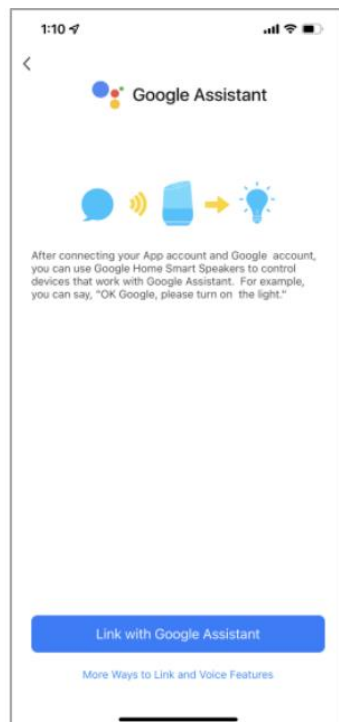 1:10
Google Assistant
After connecting your App account and Google account,
you can use Google Home Smart Speakers to control
devices that work with Google Assistant. For example,
you can say, "OK Google, please turn on the light."
Link with Google Assistant
More Ways to Link and Voice Features